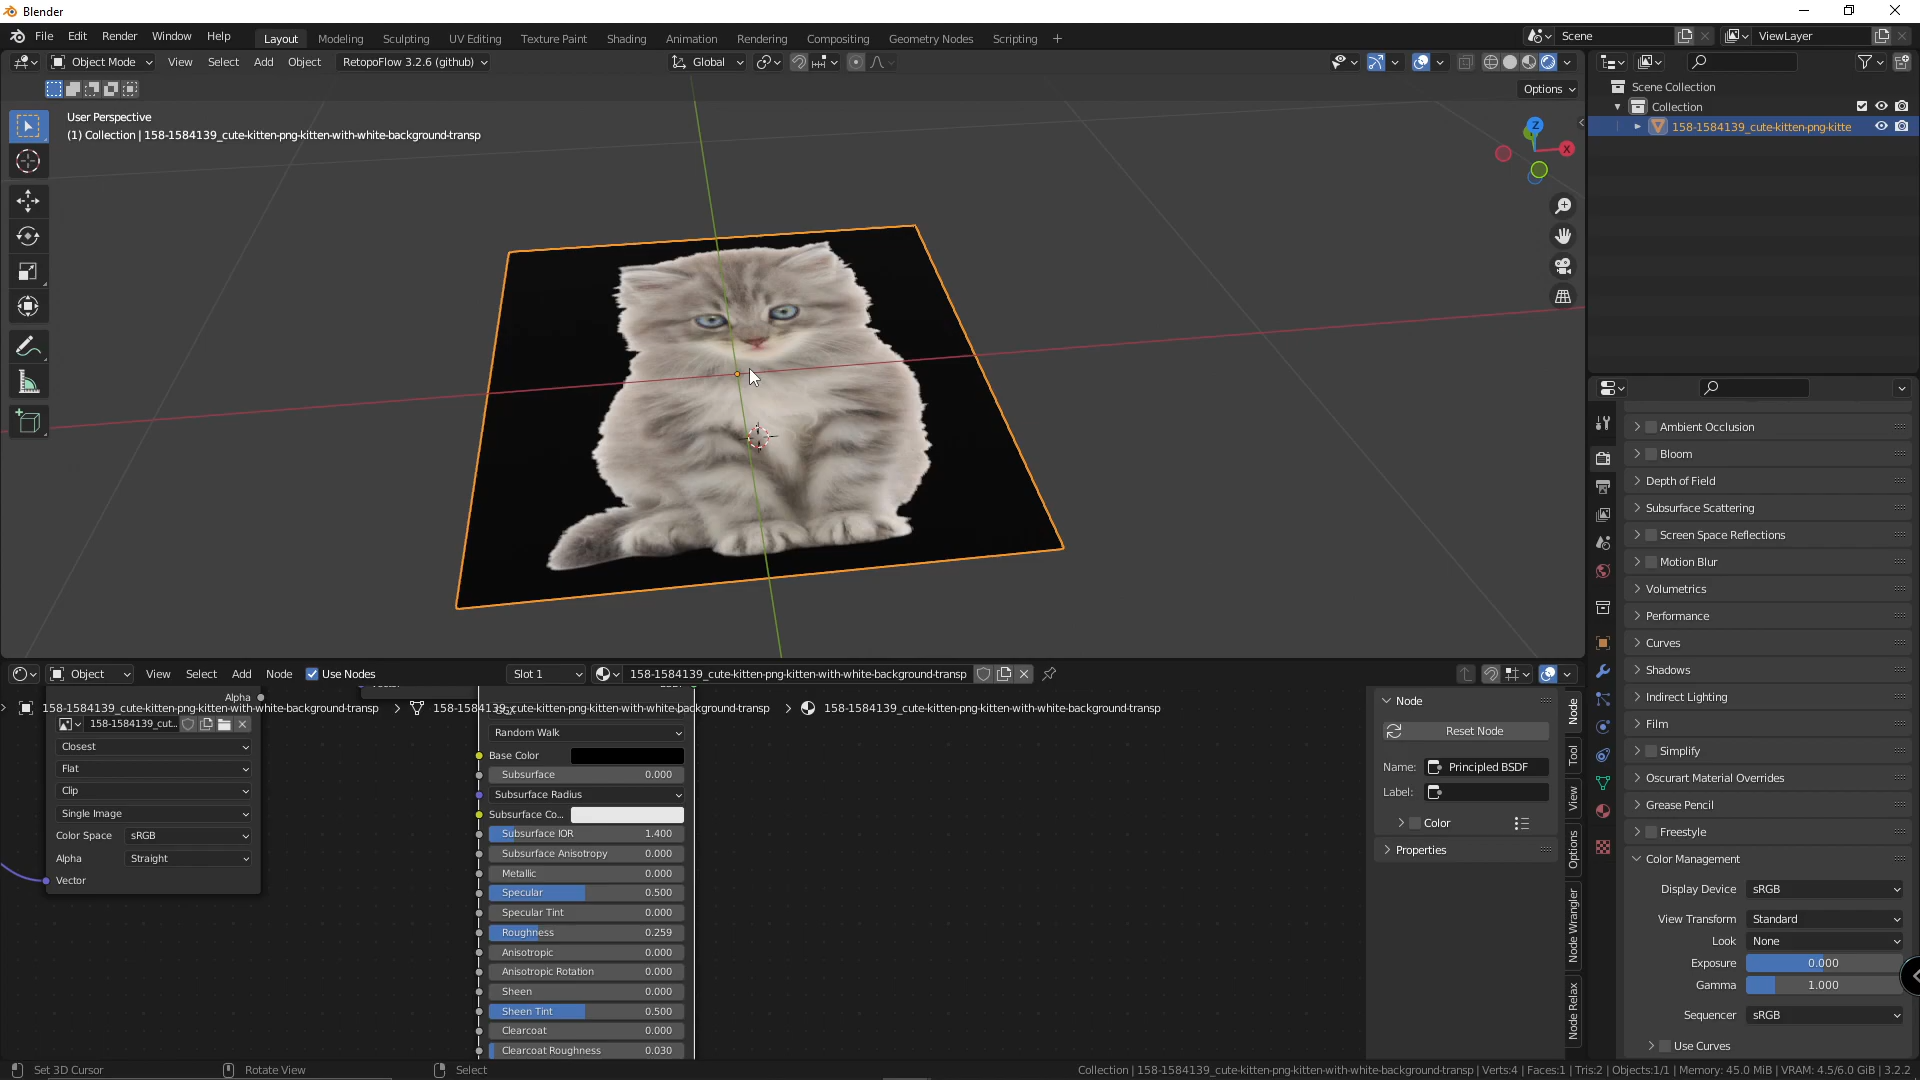 Blender
File Edit Render Window Help Layout Modeling Sculpting UV Editing Texture Paint Shading Animation Rendering Compositing Geometry Nodes Scripting + Scene ViewLayer
Object Mode View Select Add Object RetopoFlow 3.2.6 (github) Global
Options
User Perspective
(1) Collection | 158-1584139_cute-kitten-png-kitten-with-white-background-transp
Z
X
Scene Collection
Collection
158-1584139_cute-kitten-png-kitte
Ambient Occlusion
Bloom
Depth of Field
Subsurface Scattering
Screen Space Reflections
Motion Blur
Volumetrics
Performance
Curves
Shadows
Indirect Lighting
Film
Simplify
Oscurart Material Overrides
Grease Pencil
Freestyle
Color Management
Display Device sRGB
View Transform Standard
Look None
Exposure 0.000
Gamma 1.000
Sequencer sRGB
Use Curves
Object View Select Add Node Use Nodes Slot 1 158-1584139_cute-kitten-png-kitten-with-white-background-transp
158-1584139_cute-kitten-png-kitten-with-white-background-transp 158-1584139_cute-kitten-png-kitten-with-white-background-transp 158-1584139_cute-kitten-png-kitten-with-white-background-transp
Alpha
158-1584139_cut...
Closest
Flat
Clip
Single Image
Color Space sRGB
Alpha Straight
Vector
Random Walk
Base Color
Subsurface 0.000
Subsurface Radius
Subsurface Co...
Subsurface IOR 1.400
Subsurface Anisotropy 0.000
Metallic 0.000
Specular 0.500
Specular Tint 0.000
Roughness 0.259
Anisotropic 0.000
Anisotropic Rotation 0.000
Sheen 0.000
Sheen Tint 0.500
Clearcoat 0.000
Clearcoat Roughness 0.030
Node
Reset Node
Name: Principled BSDF
Label:
Color
Properties
Node
Tool
View
Options
Node Wrangler
Node Relax
Set 3D Cursor Rotate View Select Collection | 158-1584139_cute-kitten-png-kitten-with-white-background-transp | Verts:4 | Faces:1 | Tris:2 | Objects:1/1 | Memory: 45.0 MiB | VRAM: 4.5/6.0 GiB | 3.2.2